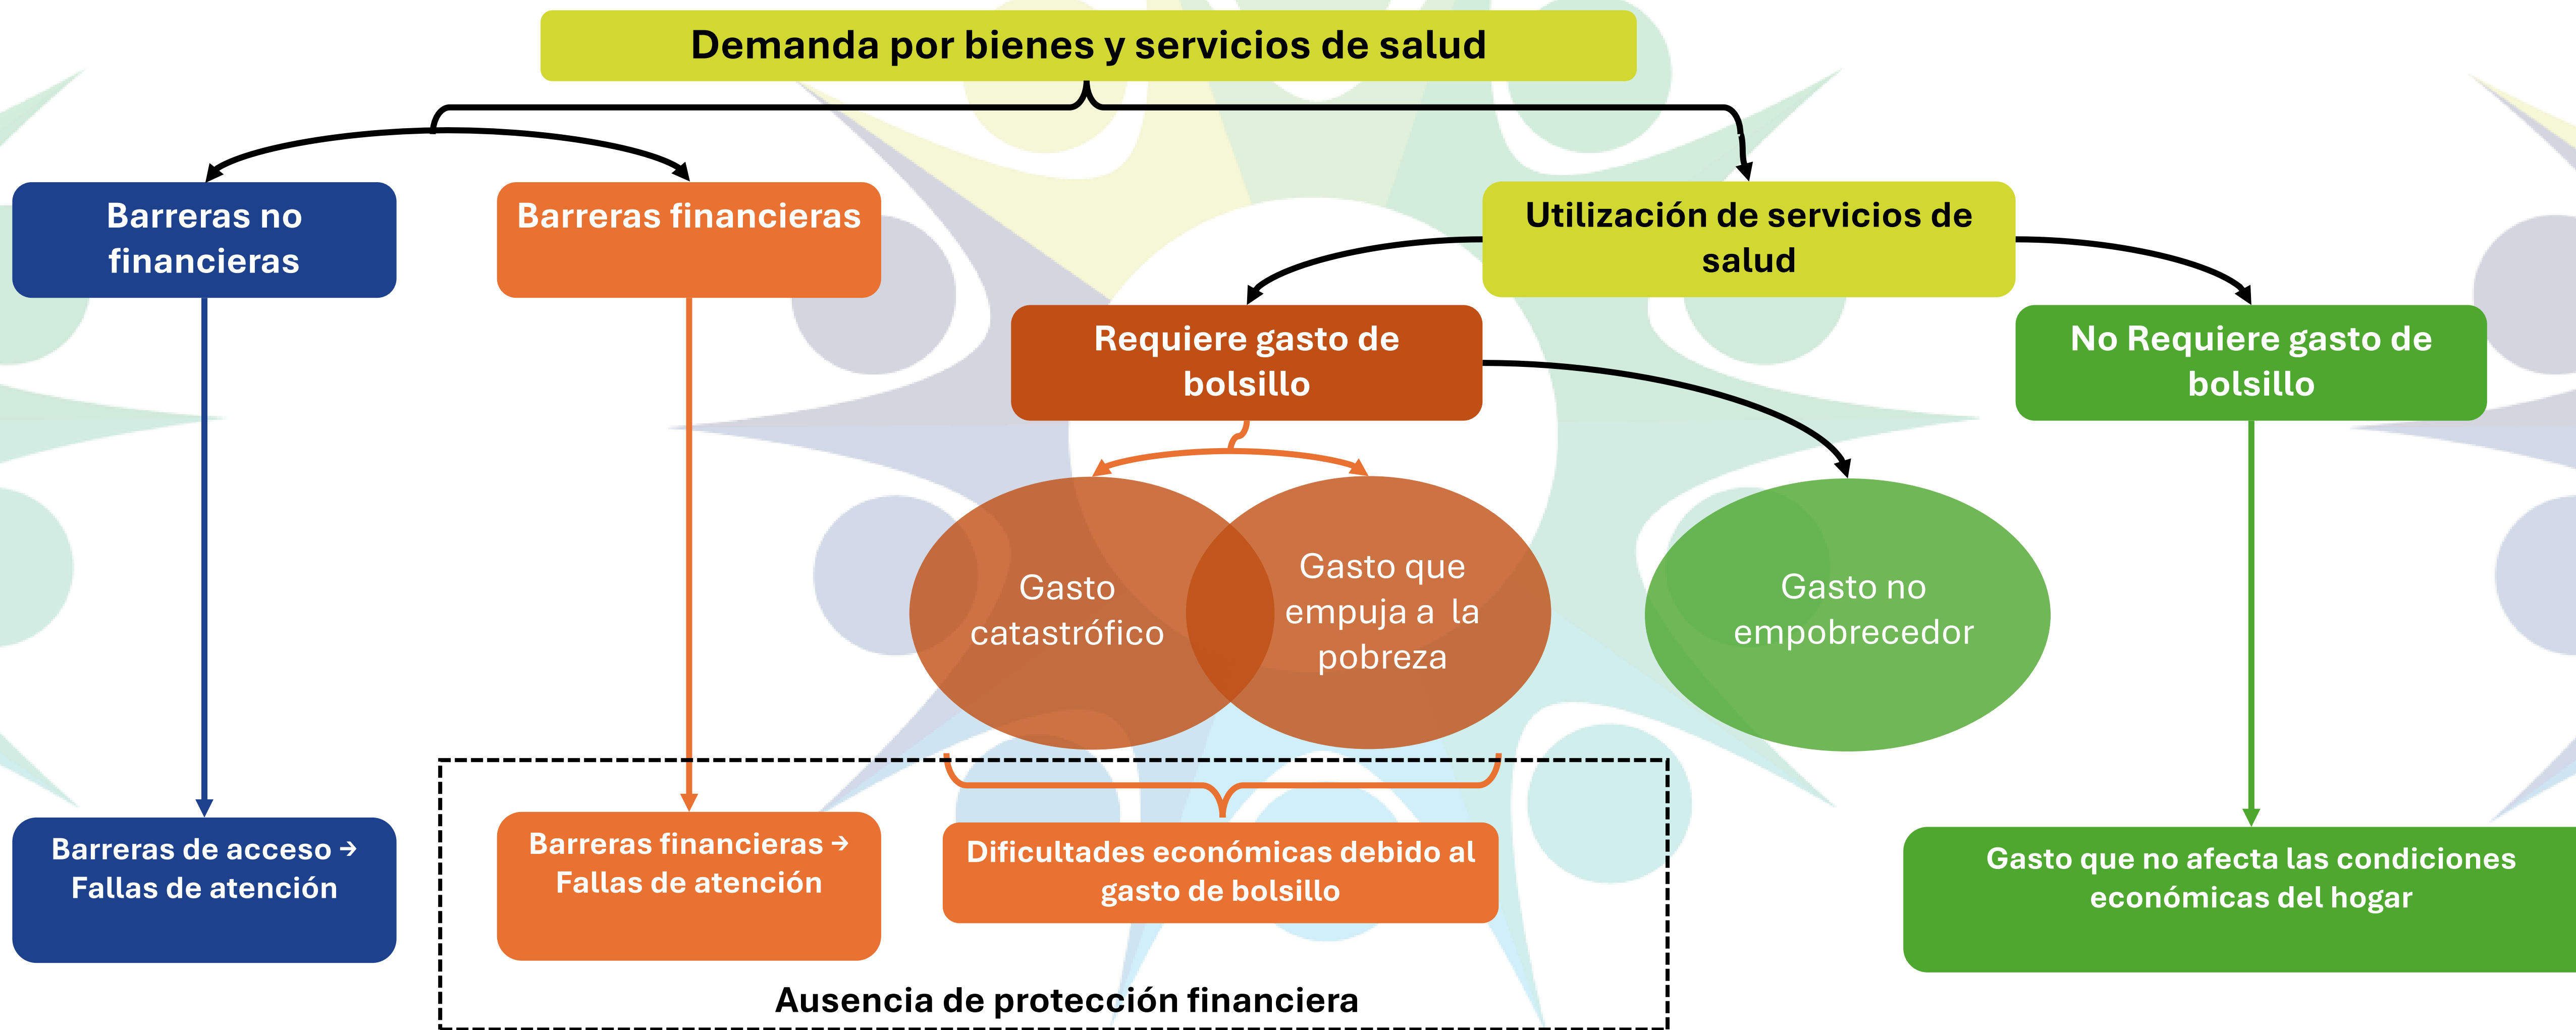 Demanda por bienes y servicios de salud
Barreras no
financieras
Barreras financieras
Utilización de servicios de
salud
Requiere gasto de
bolsillo
No Requiere gasto de
bolsillo
Gasto
catastrófico
Gasto que
empuja a  la
pobreza
Gasto no
empobrecedor
Barreras de acceso →
Fallas de atención
Barreras financieras →
Fallas de atención
Dificultades económicas debido al
gasto de bolsillo
Gasto que no afecta las condiciones
económicas del hogar
Ausencia de protección financiera